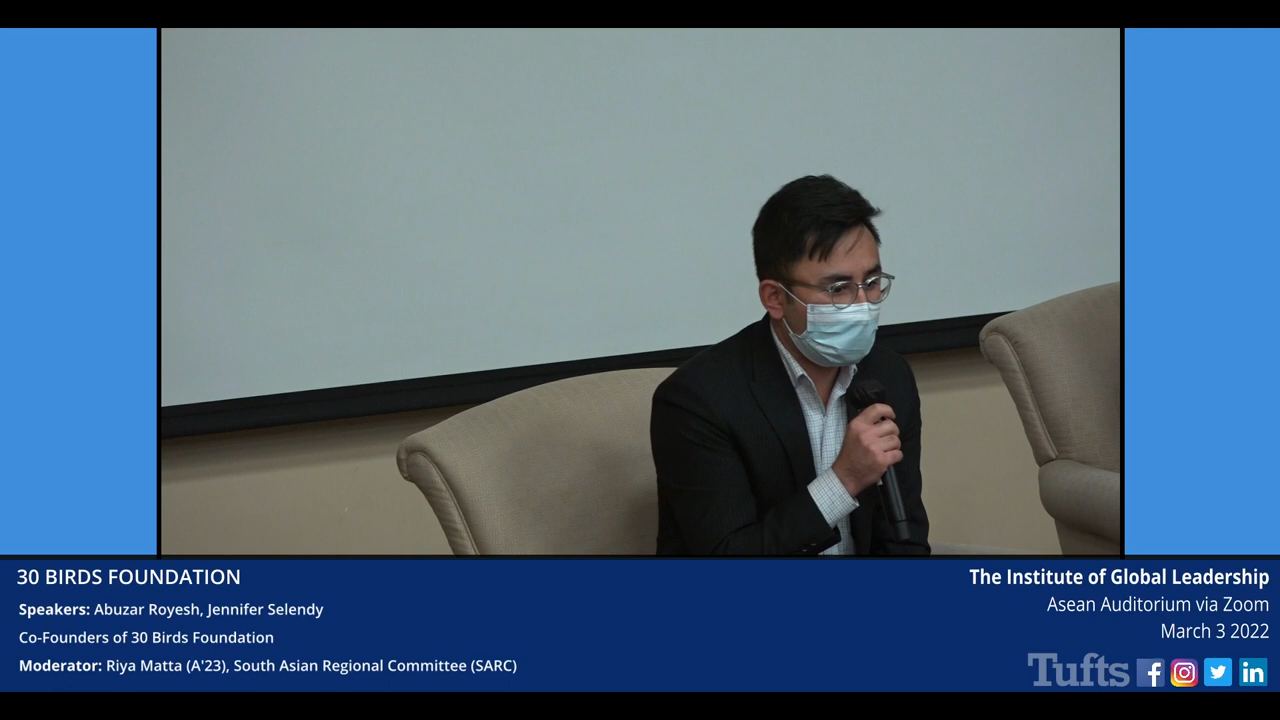 30 BIRDS FOUNDATION
Speakers: Abuzar Royesh, Jennifer Selendy
Co-Founders of 30 Birds Foundation
Moderator: Riya Matta (A'23), South Asian Regional Committee (SARC)
The Institute of Global Leadership
Asean Auditorium via Zoom
March 3 2022
Tufts